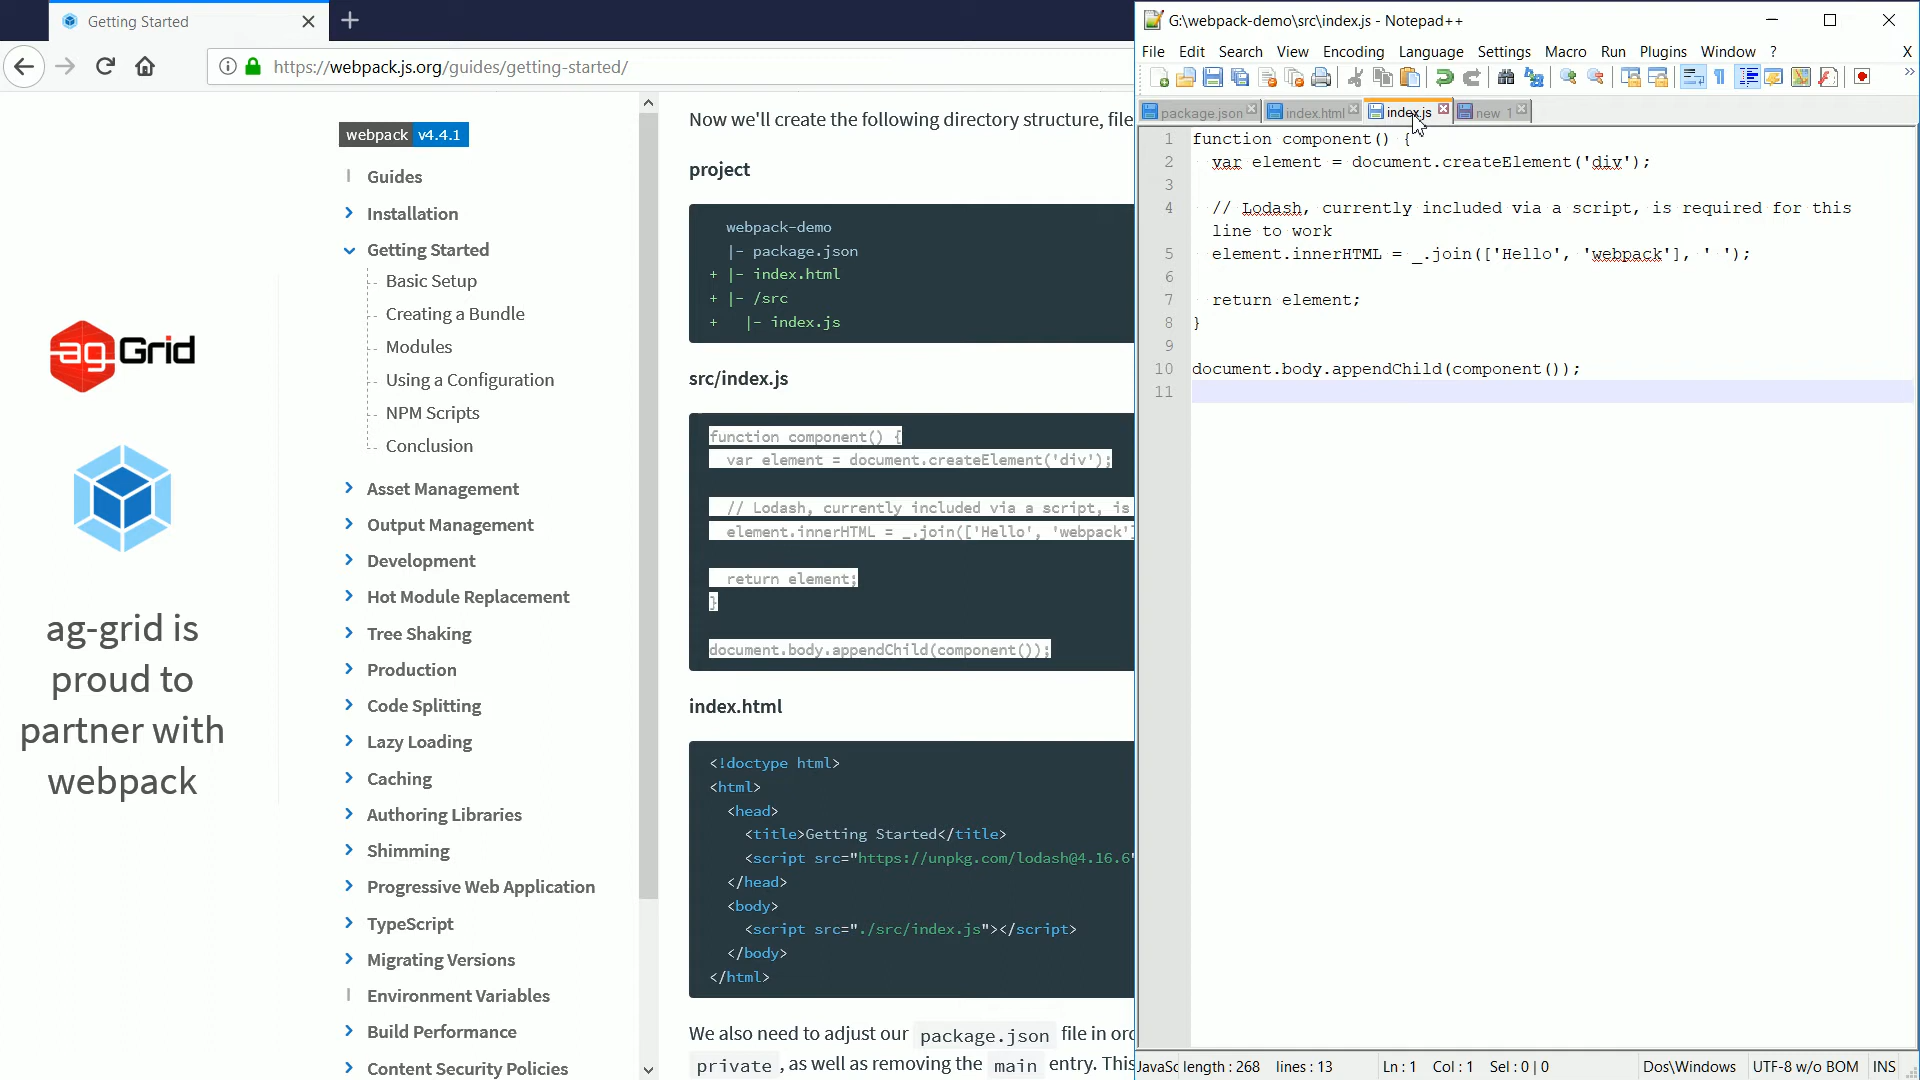 Getting Started
https://webpack.js.org/guides/getting-started/
ag-Grid
ag-grid is
proud to
partner with
webpack
webpack v4.4.1
Guides
Installation
Getting Started
Basic Setup
Creating a Bundle
Modules
Using a Configuration
NPM Scripts
Conclusion
Asset Management
Output Management
Development
Hot Module Replacement
Tree Shaking
Production
Code Splitting
Lazy Loading
Caching
Authoring Libraries
Shimming
Progressive Web Application
TypeScript
Migrating Versions
Environment Variables
Build Performance
Content Security Policies
Now we'll create the following directory structure, file
project
webpack-demo
|- package.json
+ |- index.html
+ |- /src
+ |- index.js
src/index.js
function component() {
var element = document.createElement('div');
// Lodash, currently included via a script, is
element.innerHTML = _.join(['Hello', 'webpack']
return element;
}
document.body.appendChild(component());
index.html
<!doctype html>
<html>
<head>
<title>Getting Started</title>
<script src="https://unpkg.com/lodash@4.16.6"
</head>
<body>
<script src="./src/index.js"></script>
</body>
</html>
We also need to adjust our package.json file in ord
private , as well as removing the main entry. This
G:\webpack-demo\src\index.js - Notepad++
File Edit Search View Encoding Language Settings Macro Run Plugins Window ? X
package.json index.html index.js new 1
1 function component() {
2 var element = document.createElement('div');
3
4 // Lodash, currently included via a script, is required for this
line to work
5 element.innerHTML = _.join(['Hello', 'webpack'], ' ');
6
7 return element;
8 }
9
10 document.body.appendChild(component());
11
JavaSc length : 268 lines : 13 Ln : 1 Col : 1 Sel : 0 | 0 Dos\Windows UTF-8 w/o BOM INS